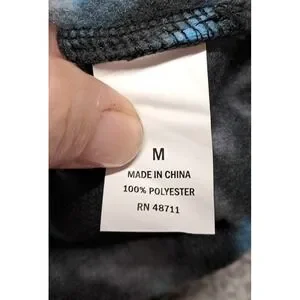 M
MADE IN CHINA
100% POLYESTER
RN 48711